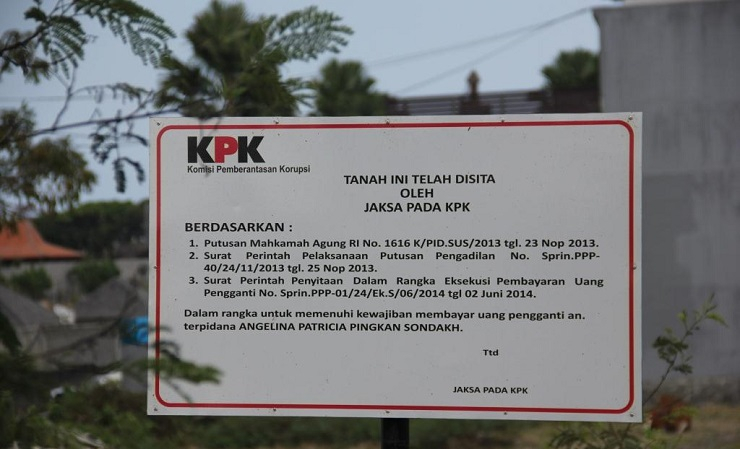 KPK
Komisi Pemberantasan Korupsi
TANAH INI TELAH DISITA
OLEH
JAKSA PADA KPK
BERDASARKAN :
1. Putusan Mahkamah Agung RI No. 1616 K/PID.SUS/2013 tgl. 23 Nop 2013.
2. Surat Perintah Pelaksanaan Putusan Pengadilan No. Sprin.PPP-
40/24/11/2013 tgl. 25 Nop 2013.
3. Surat Perintah Penyitaan Dalam Rangka Eksekusi Pembayaran Uang
Pengganti No. Sprin.PPP-01/24/Ek.S/06/2014 tgl 02 Juni 2014.
Dalam rangka untuk memenuhi kewajiban membayar uang pengganti an.
terpidana ANGELINA PATRICIA PINGKAN SONDAKH.
Ttd
JAKSA PADA KPK